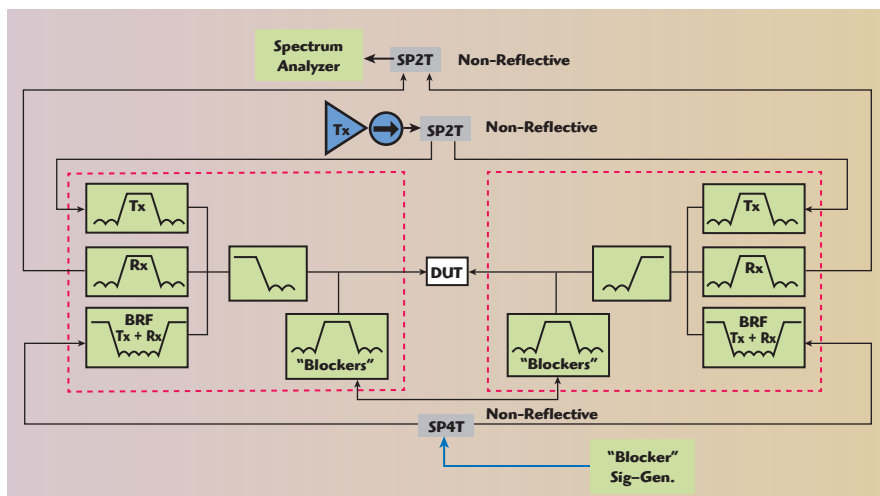 Spectrum
Analyzer
SP2T
Non-Reflective
Tx
SP2T
Non-Reflective
Tx
Tx
Rx
DUT
Rx
BRF
Tx + Rx
BRF
Tx + Rx
"Blockers"
"Blockers"
Non-Reflective
SP4T
"Blocker"
Sig-Gen.